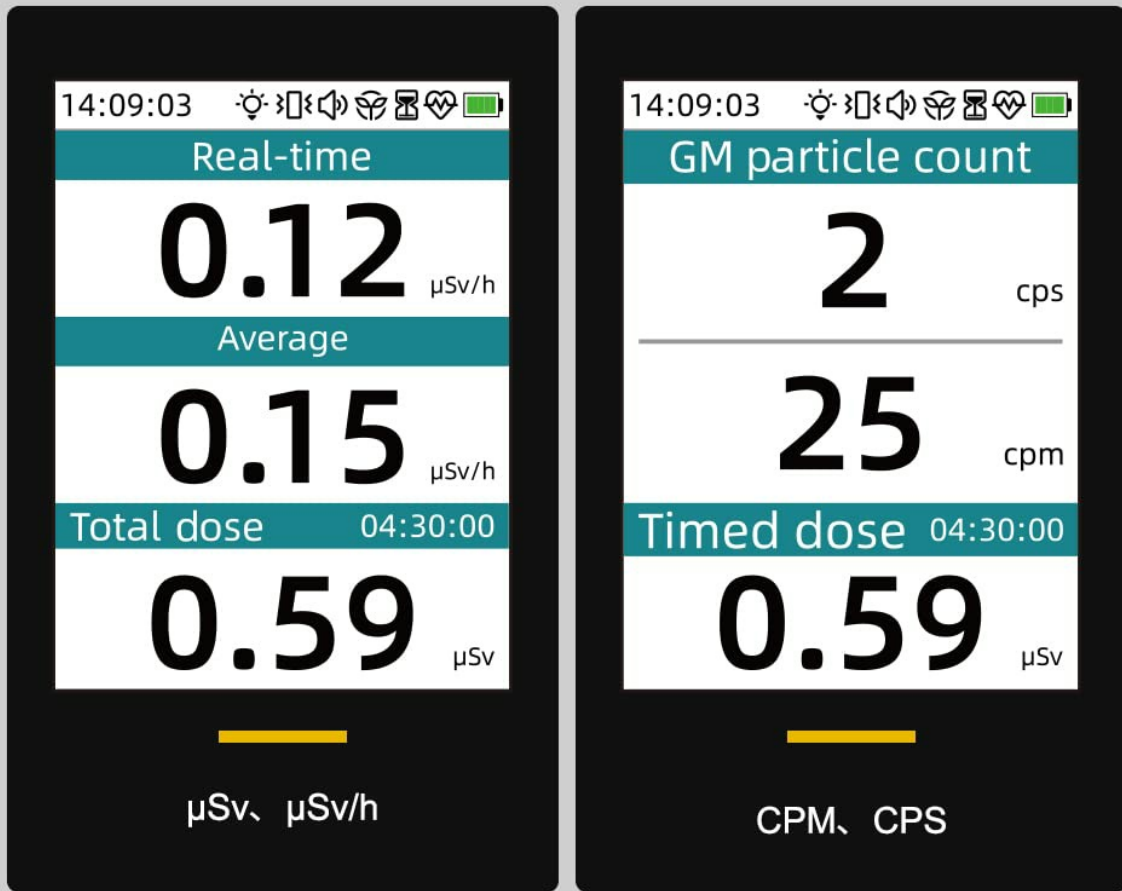 14:09:03
Real-time
0.12 µSv/h
Average
0.15 µSv/h
Total dose 04:30:00
0.59 µSv
µSv、µSv/h
14:09:03
GM particle count
2 cps
25 cpm
Timed dose 04:30:00
0.59 µSv
CPM、CPS